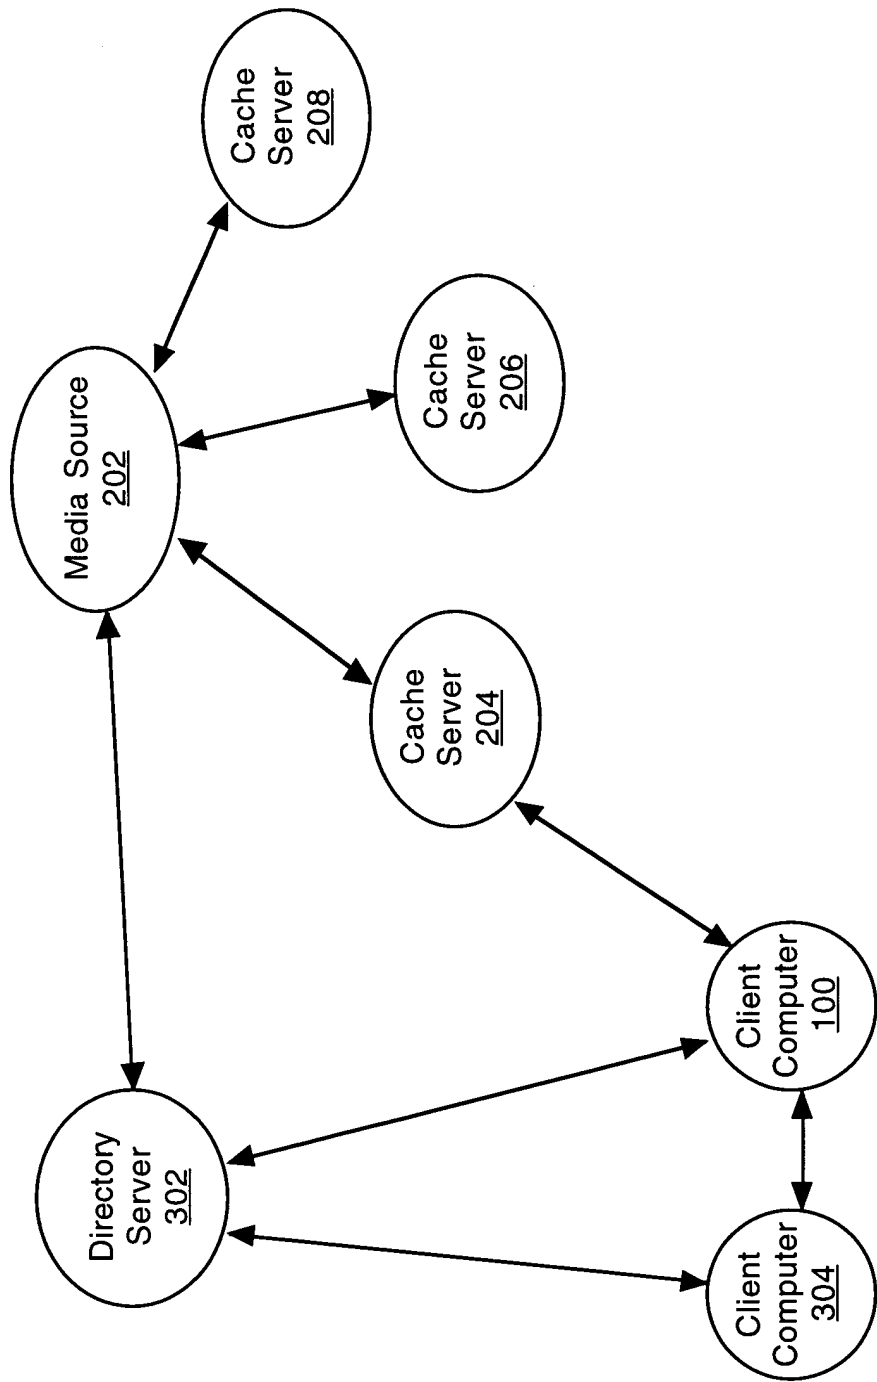 Directory
Server
302
Media Source
202
Cache
Server
208
Cache
Server
204
Cache
Server
206
Client
Computer
304
Client
Computer
100